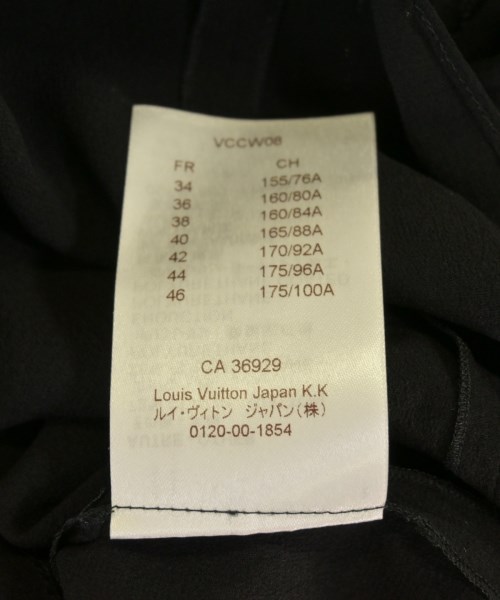 VCCW08
FR CH
34 155/76A
36 160/80A
38 160/84A
40 165/88A
42 170/92A
44 175/96A
46 175/100A
CA 36929
Louis Vuitton Japan K.K
ルイ・ヴィトン ジャパン(株)
0120-00-1854